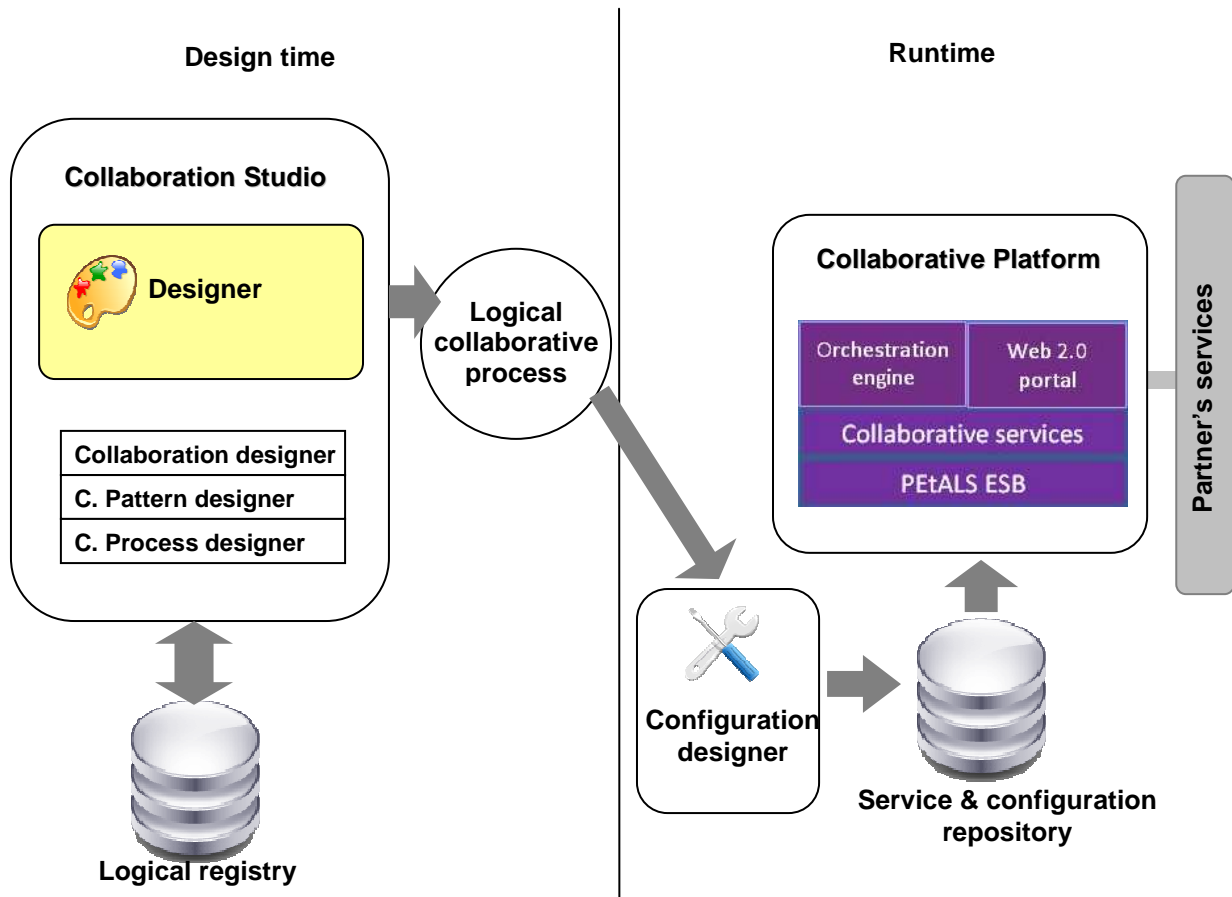 Design time
Runtime
Collaboration Studio
Designer
Collaboration designer
C. Pattern designer
C. Process designer
Logical registry
Logical
collaborative
process
Configuration
designer
Service & configuration
repository
Collaborative Platform
Orchestration
engine
Web 2.0
portal
Collaborative services
PEtALS ESB
Partner's services